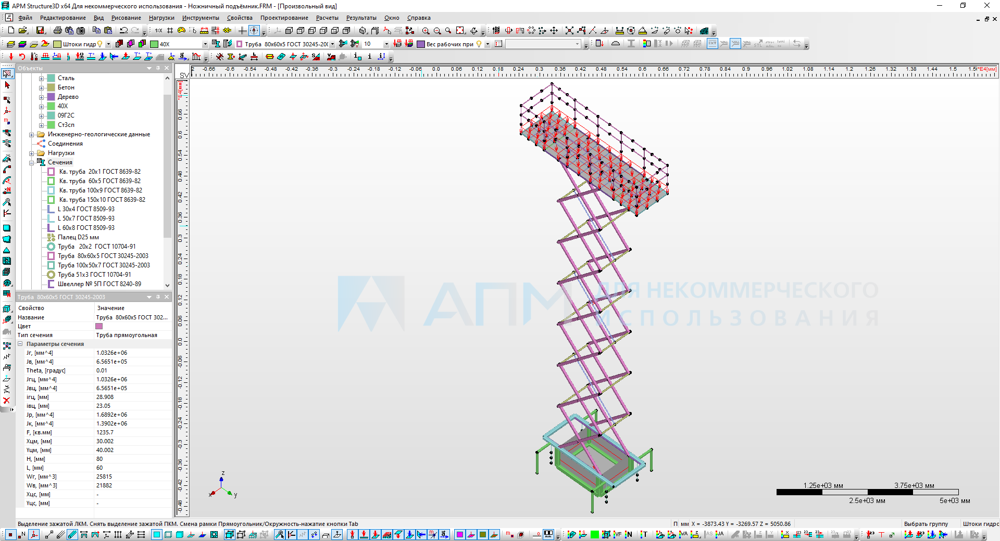 APM Structure3D x64 Для некоммерческого использования - Ножничный подъёмник.FRM - [Произвольный вид]
Файл Редактирование Вид Рисование Нагрузки Инструменты Свойства Проектирование Расчеты Результаты Окно Справка
Штоки гидр 40Х Труба 80x60x5 ГОСТ 30245-200 10 Вес рабочих при
Объекты
Сталь
Бетон
Дерево
40Х
09Г2С
Ст3сп
Инженерно-геологические данные
Соединения
Нагрузки
Сечения
Кв. труба 20x1 ГОСТ 8639-82
Кв. труба 60x5 ГОСТ 8639-82
Кв. труба 100x9 ГОСТ 8639-82
Кв. труба 150x10 ГОСТ 8639-82
L 30x4 ГОСТ 8509-93
L 50x7 ГОСТ 8509-93
L 60x8 ГОСТ 8509-93
Палец D25 мм
Труба 20x2 ГОСТ 10704-91
Труба 80x60x5 ГОСТ 30245-2003
Труба 100x50x7 ГОСТ 30245-2003
Труба 51x3 ГОСТ 10704-91
Швеллер № 5П ГОСТ 8240-89
Труба 80x60x5 ГОСТ 30245-2003
Свойство Значение
Название Труба 80x60x5 ГОСТ 302...
Цвет
Тип сечения Труба прямоугольная
Параметры сечения
Jг, [мм^4] 1.0326e+06
Jв, [мм^4] 6.5651e+05
Theta, [градус] 0.01
Jгц, [мм^4] 1.0326e+06
Jвц, [мм^4] 6.5651e+05
iгц, [мм] 28.908
iвц, [мм] 23.05
Jp, [мм^4] 1.6892e+06
Jк, [мм^4] 1.3902e+06
F, [кв.мм] 1235.7
Xцм, [мм] 30.002
Yцм, [мм] 40.002
H, [мм] 80
L, [мм] 60
Wг, [мм^3] 25815
Wв, [мм^3] 21882
Xцс, [мм] -
Yцс, [мм] -
SV
-0.66 -0.6 -0.54 -0.48 -0.42 -0.36 -0.3 -0.24 -0.18 -0.12 -0.06 0.0 0.06 0.12 0.18 0.24 0.3 0.36 0.42 0.48 0.54 0.6 0.66 0.72 0.78 0.84 0.9 0.96 1.02 1.08 1.14 1.2 1.26 1.32 1.38 1.44 1.5 *E4[мм]
*E4[мм]
0.66
0.6
0.54
0.48
0.42
0.36
0.3
0.24
0.18
0.12
0.06
0.0
-0.06
-0.12
-0.18
-0.24
-0.3
-0.36
-0.42
-0.48
АПМ
ДЛЯ НЕКОММЕРЧЕСКОГО
ИСПОЛЬЗОВАНИЯ
z
x
y
1.25e+03 мм 3.75e+03 мм
2.5e+03 мм 5e+03 мм
Выделение зажатой ЛКМ. Снять выделение зажатой ПКМ. Смена рамки Прямоугольник/Окружность-нажатие кнопки Tab
П мм X = -3873.43 Y = -3269.57 Z = 5050.86 Выбрать группу Штоки гидро